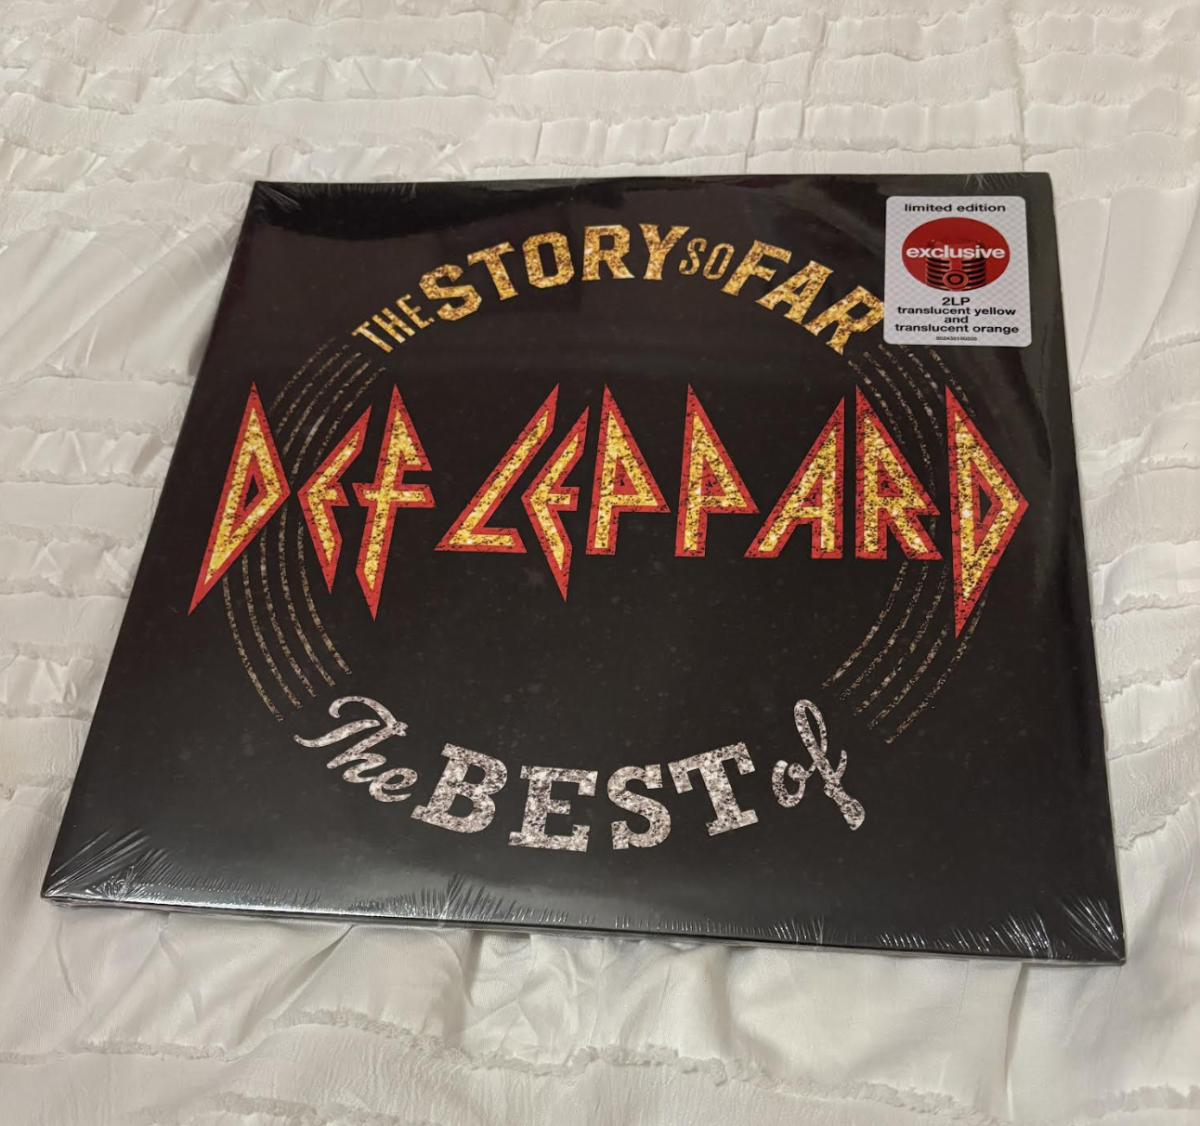 THE STORY SO FAR
DEF LEPPARD
The BEST of
limited edition
exclusive
2LP
translucent yellow
and
translucent orange